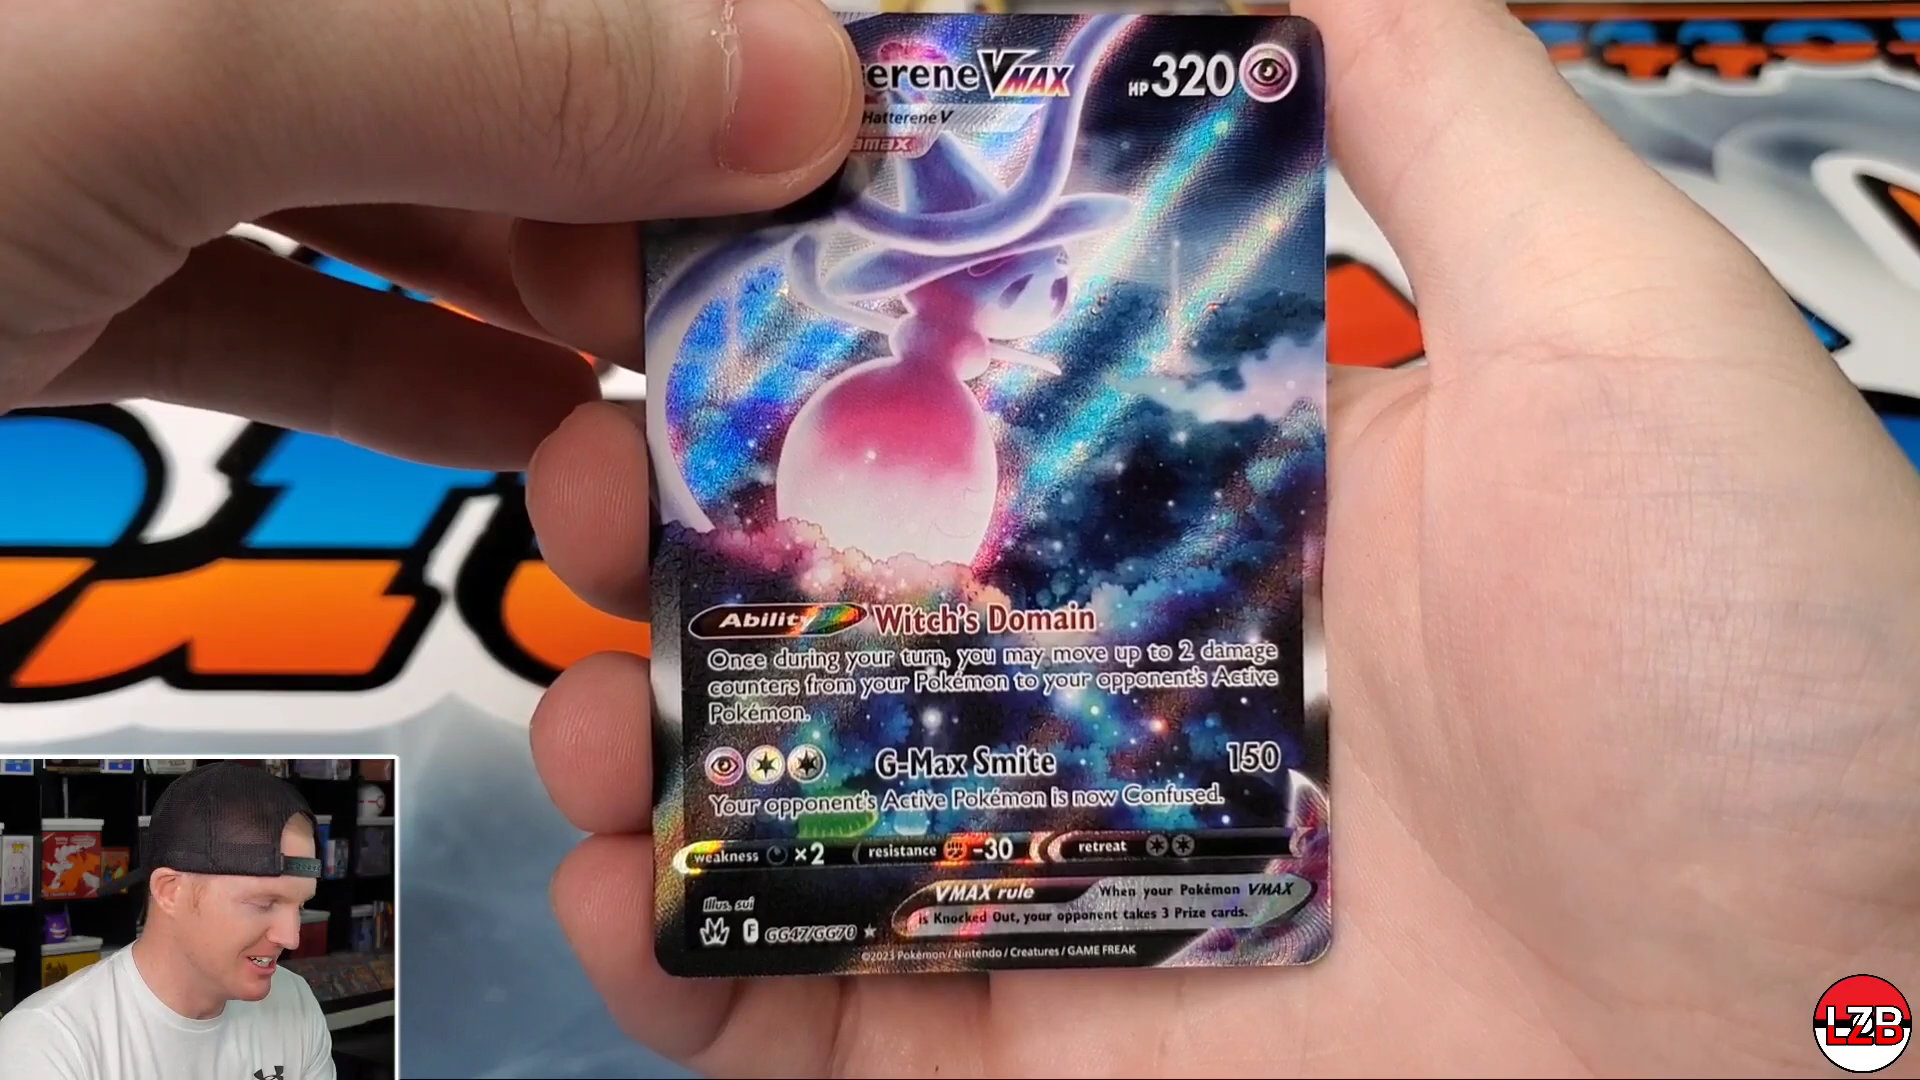 erene VMAX HP 320
Hatterene V
amax
Ability Witch's Domain
Once during your turn, you may move up to 2 damage
counters from your Pokémon to your opponent's Active
Pokémon.
G-Max Smite 150
Your opponent's Active Pokémon is now Confused.
weakness ×2 resistance -30 retreat
VMAX rule When your Pokémon VMAX
is Knocked Out, your opponent takes 3 Prize cards.
Illus. sui
F GG47/GG70
©2023 Pokémon / Nintendo / Creatures / GAME FREAK
LZB